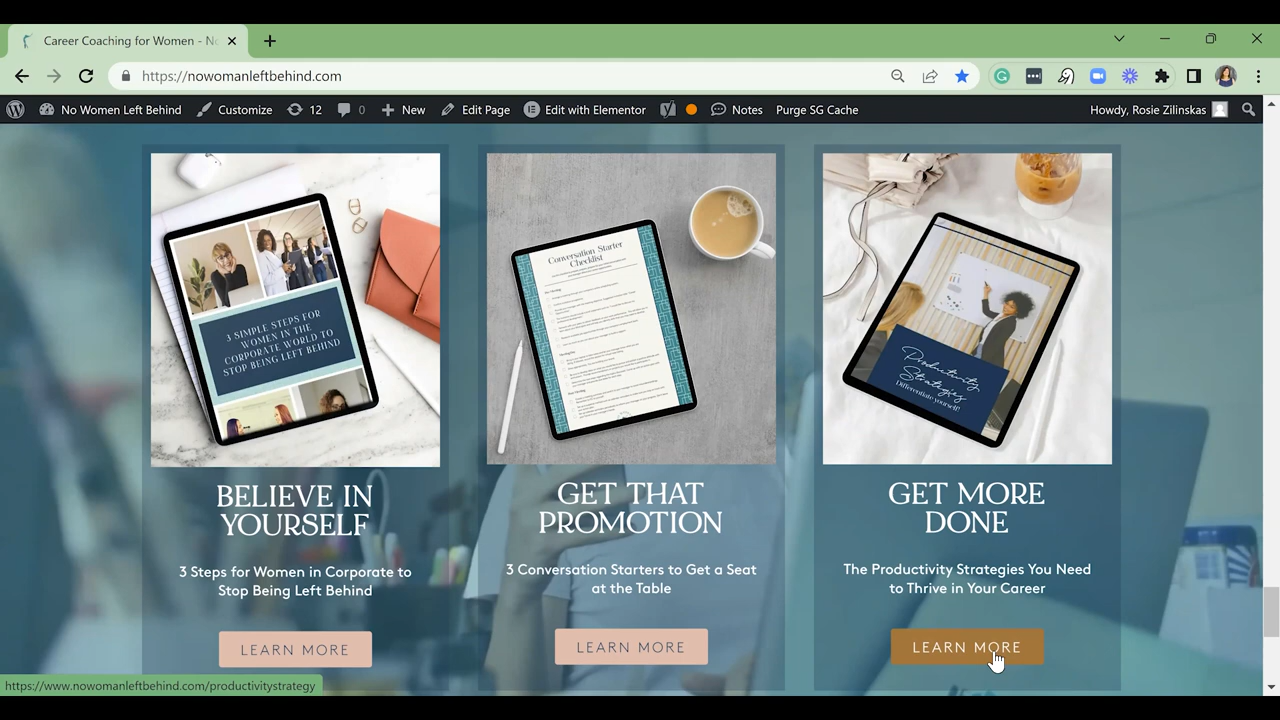 Career Coaching for Women - No
https://nowomanleftbehind.com
No Women Left Behind
Customize
12
0
New
Edit Page
Edit with Elementor
Notes
Purge SG Cache
Howdy, Rosie Zilinskas
3 SIMPLE STEPS FOR
WOMEN IN THE
CORPORATE WORLD TO
STOP BEING LEFT BEHIND
Conversation Starter
Checklist
Productivity
Strategies
Differentiate yourself!
BELIEVE IN
YOURSELF
3 Steps for Women in Corporate to
Stop Being Left Behind
LEARN MORE
GET THAT
PROMOTION
3 Conversation Starters to Get a Seat
at the Table
LEARN MORE
GET MORE
DONE
The Productivity Strategies You Need
to Thrive in Your Career
LEARN MORE
https://www.nowomanleftbehind.com/productivitystrategy